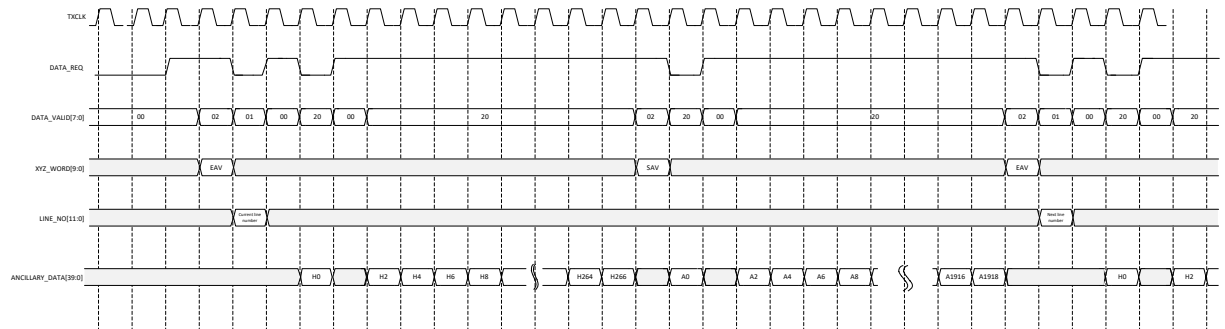 TXCLK
DATA_REQ
DATA_VALID[7:0] 00 02 01 00 20 00 20 02 20 00 20 02 01 00 20 00 20
XYZ_WORD[9:0] EAV SAV EAV
LINE_NO[11:0] Current line number Next line number
ANCILLARY_DATA[39:0] H0 H2 H4 H6 H8 H264 H266 A0 A2 A4 A6 A8 A1916 A1918 H0 H2